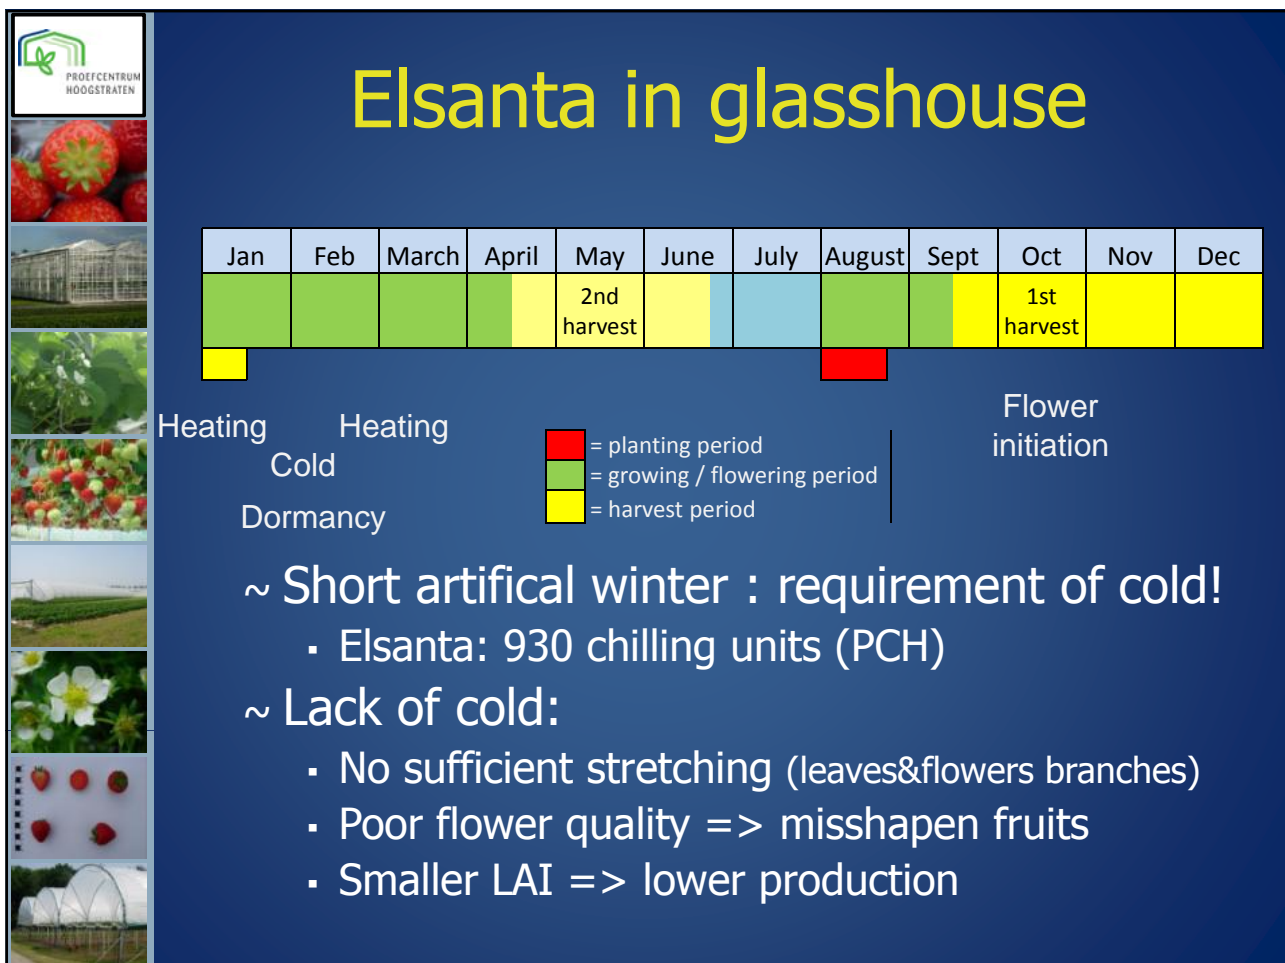 PROEFCENTRUM
HOOGSTRATEN
Elsanta in glasshouse
Jan Feb March April May June July August Sept Oct Nov Dec
2nd
harvest
1st
harvest
Heating Heating
Cold
Dormancy
= planting period
= growing / flowering period
= harvest period
Flower
initiation
~ Short artifical winter : requirement of cold!
▪ Elsanta: 930 chilling units (PCH)
~ Lack of cold:
▪ No sufficient stretching (leaves&flowers branches)
▪ Poor flower quality => misshapen fruits
▪ Smaller LAI => lower production